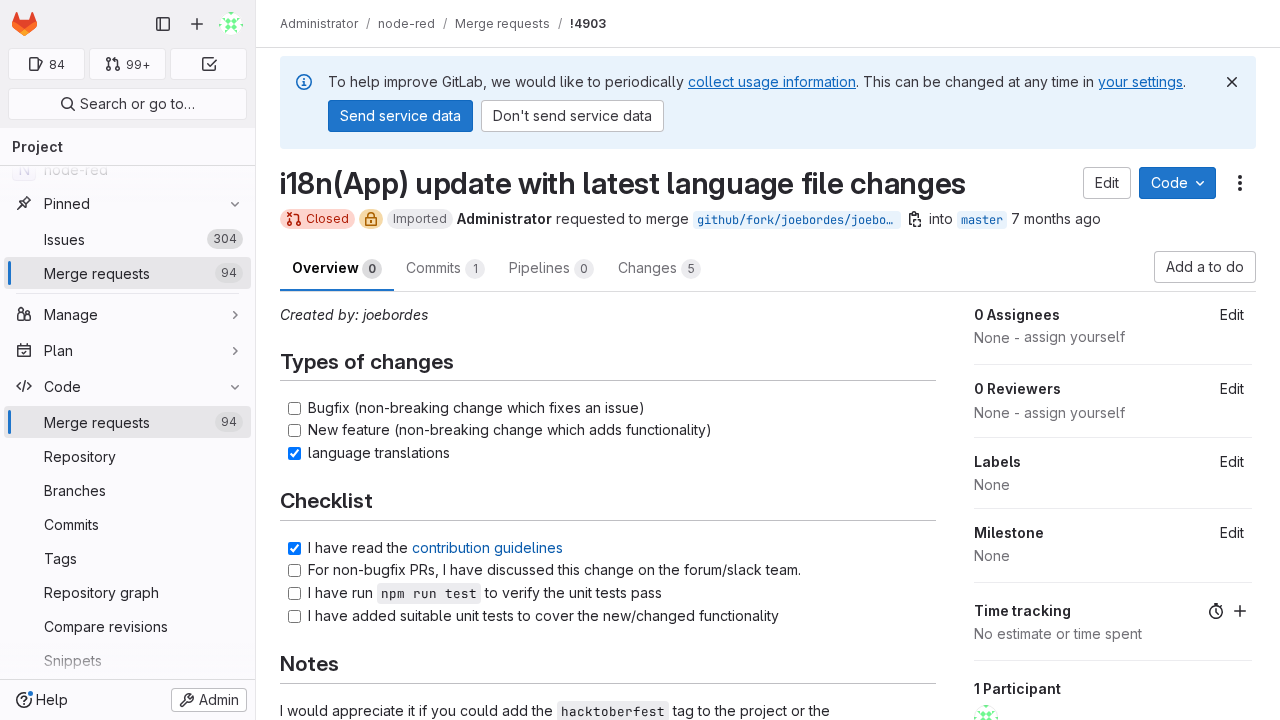 Administrator / node-red / Merge requests / !4903
84
99+
Search or go to…
Project
N node-red
Pinned
Issues 304
Merge requests 94
Manage
Plan
Code
Merge requests 94
Repository
Branches
Commits
Tags
Repository graph
Compare revisions
Snippets
Help
Admin
To help improve GitLab, we would like to periodically collect usage information. This can be changed at any time in your settings.
Send service data
Don't send service data
i18n(App) update with latest language file changes
Edit
Code
Closed Imported Administrator requested to merge github/fork/joebordes/joebo… into master 7 months ago
Overview 0
Commits 1
Pipelines 0
Changes 5
Add a to do
Created by: joebordes
Types of changes
Bugfix (non-breaking change which fixes an issue)
New feature (non-breaking change which adds functionality)
language translations
Checklist
I have read the contribution guidelines
For non-bugfix PRs, I have discussed this change on the forum/slack team.
I have run npm run test to verify the unit tests pass
I have added suitable unit tests to cover the new/changed functionality
Notes
I would appreciate it if you could add the hacktoberfest tag to the project or the
0 Assignees Edit
None - assign yourself
0 Reviewers Edit
None - assign yourself
Labels Edit
None
Milestone Edit
None
Time tracking
No estimate or time spent
1 Participant